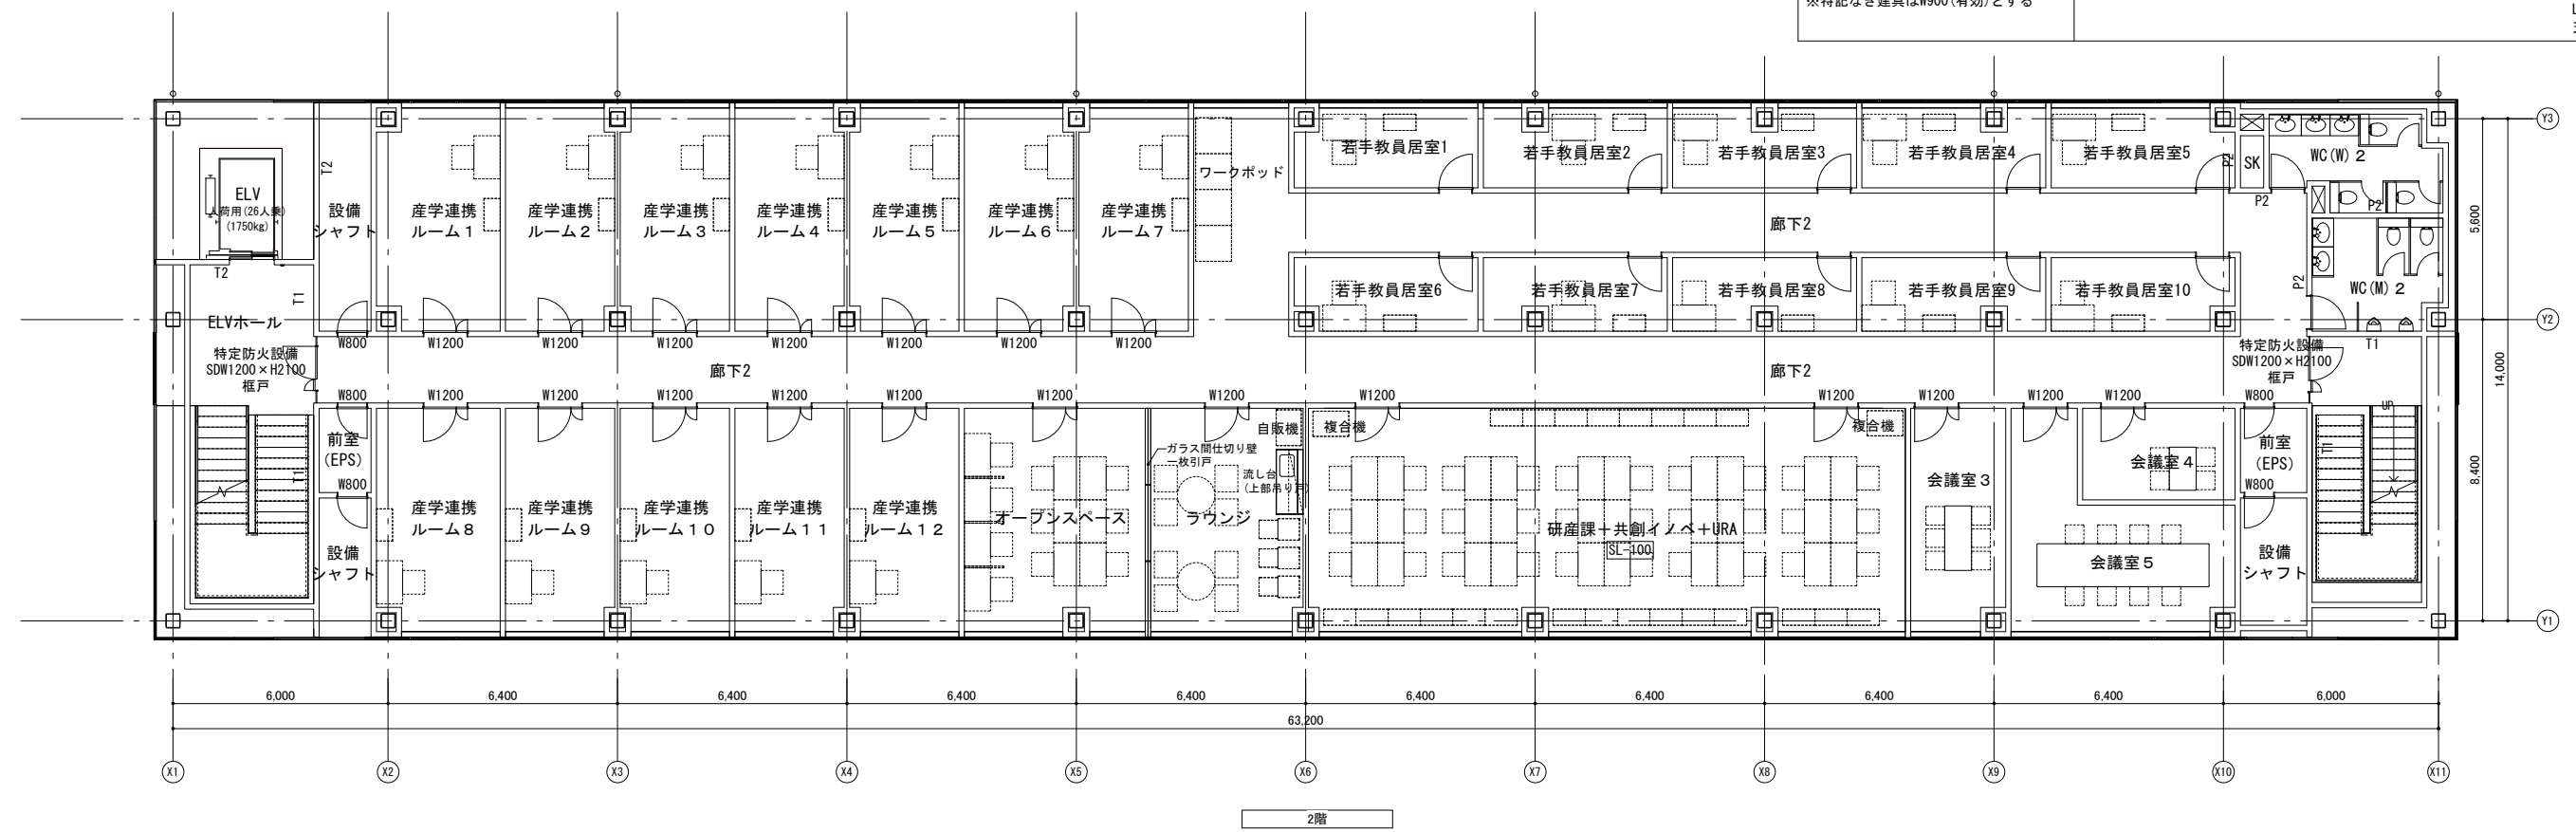 ※特記なき建具はW900(有効)とする
Y3
ELV
人荷用(26人乗)
(1750kg)
T2
T2
設備
シャフト
産学連携
ルーム１
産学連携
ルーム２
産学連携
ルーム３
産学連携
ルーム４
産学連携
ルーム５
産学連携
ルーム６
産学連携
ルーム７
ワークポッド
若手教員居室1
若手教員居室2
若手教員居室3
若手教員居室4
若手教員居室5
P2
SK
WC(W) 2
P2
P2
廊下2
5,600
若手教員居室6
若手教員居室7
若手教員居室8
若手教員居室9
若手教員居室10
P2
WC(M) 2
T1
ELVホール
Y2
特定防火設備
SDW1200×H2100
框戸
W800
W1200
W1200
W1200
W1200
W1200
W1200
W1200
特定防火設備
SDW1200×H2100
框戸
T1
廊下2
廊下2
14,000
W800
W1200
W1200
W1200
W1200
W1200
W1200
W1200
W1200
W1200
W1200
W1200
W1200
W800
UP
前室
(EPS)
W800
T1
ガラス間仕切り壁
一枚引戸
自販機
流し台
(上部吊り戸)
複合機
複合機
会議室４
会議室３
前室
(EPS)
W800
T1
8,400
産学連携
ルーム８
産学連携
ルーム９
産学連携
ルーム１０
産学連携
ルーム１１
産学連携
ルーム１２
オープンスペース
ラウンジ
研産課＋共創イノベ＋URA
SL-100
設備
シャフト
会議室５
設備
シャフト
Y1
6,000
6,400
6,400
6,400
6,400
6,400
6,400
6,400
6,400
6,000
63,200
X1
X2
X3
X4
X5
X6
X7
X8
X9
X10
X11
2階